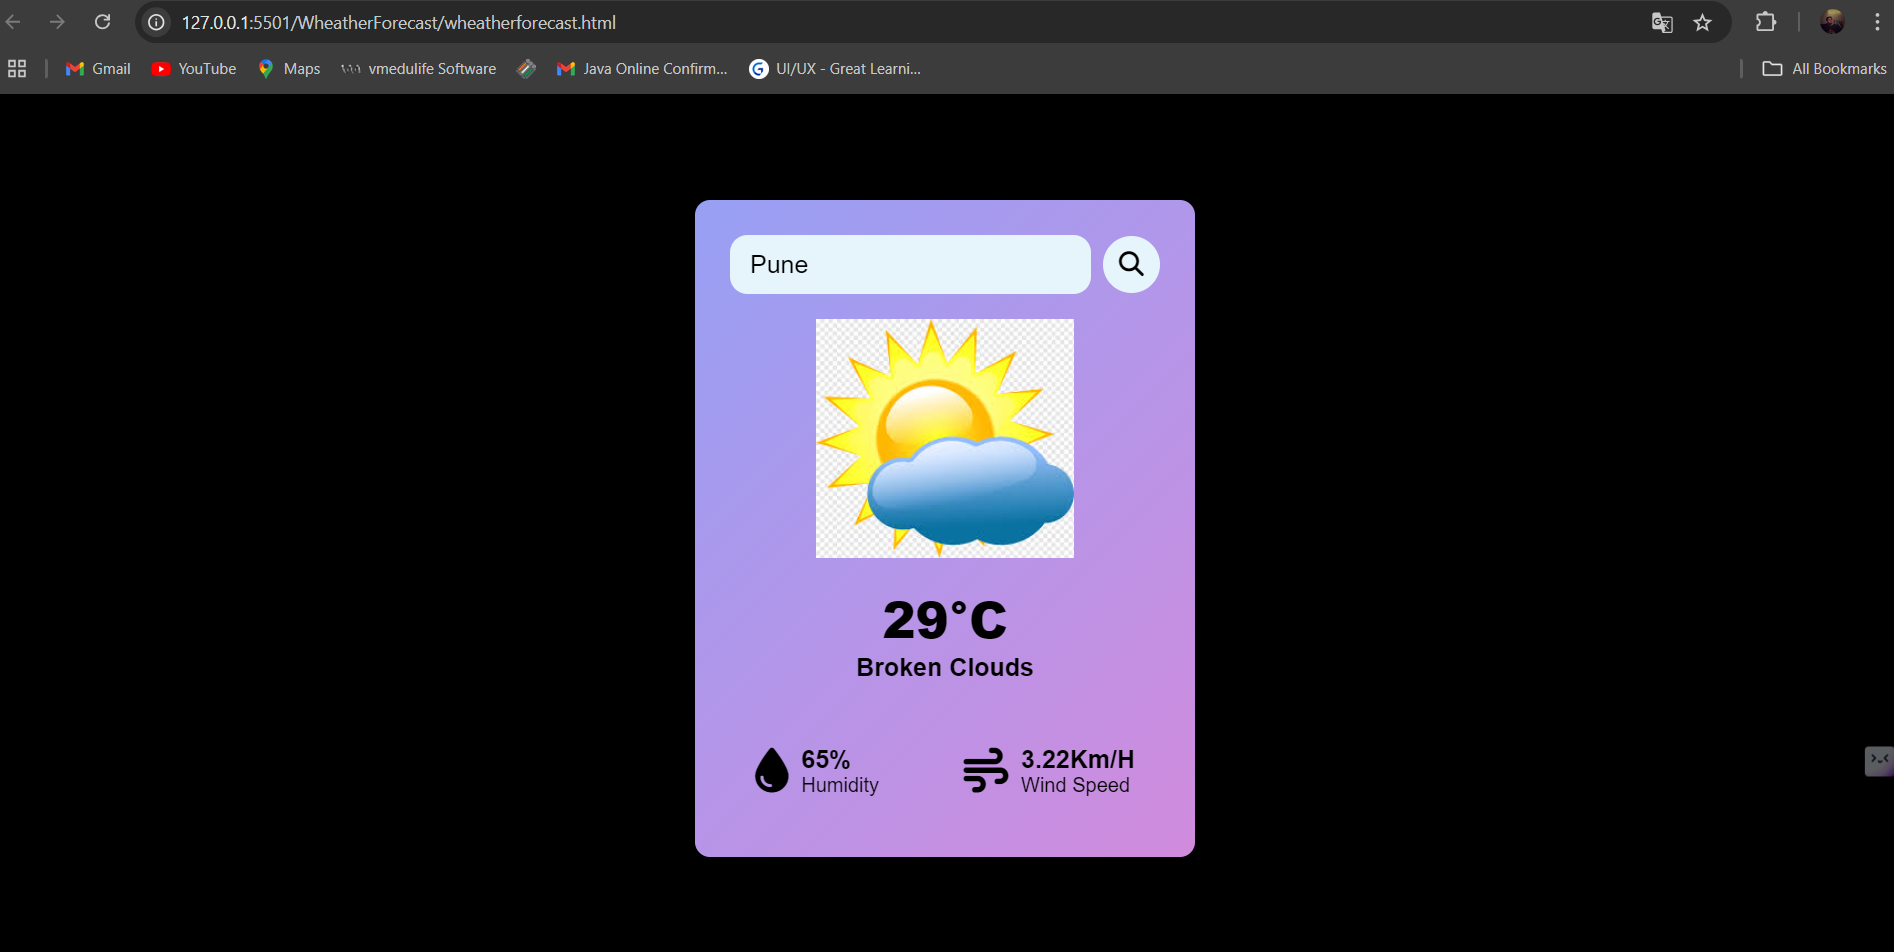 127.0.0.1:5501/WheatherForecast/wheatherforecast.html
Gmail YouTube Maps vmedulife Software Java Online Confirm... UI/UX - Great Learni... All Bookmarks
Pune
29°C
Broken Clouds
65% 3.22Km/H
Humidity Wind Speed